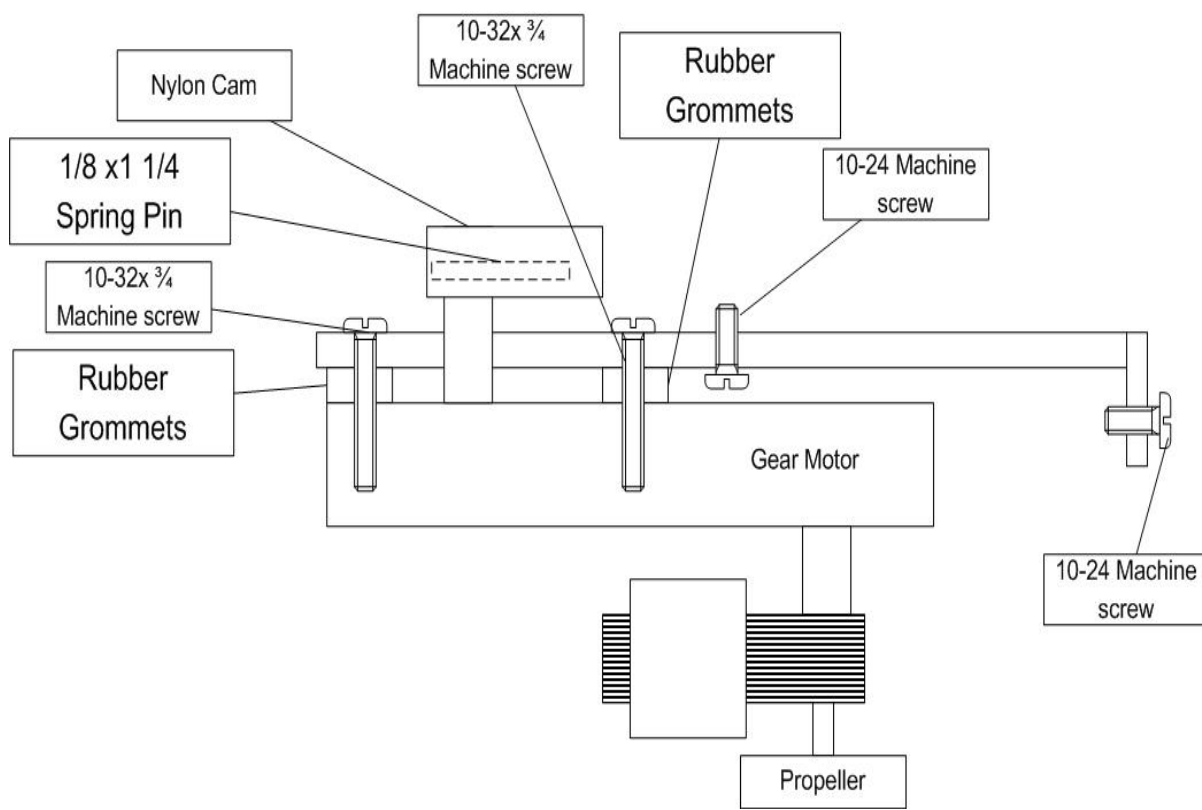 10-32x ¾
Machine screw
Rubber
Grommets
Nylon Cam
1/8 x1 1/4
Spring Pin
10-24 Machine
screw
10-32x ¾
Machine screw
Rubber
Grommets
Gear Motor
10-24 Machine
screw
Propeller